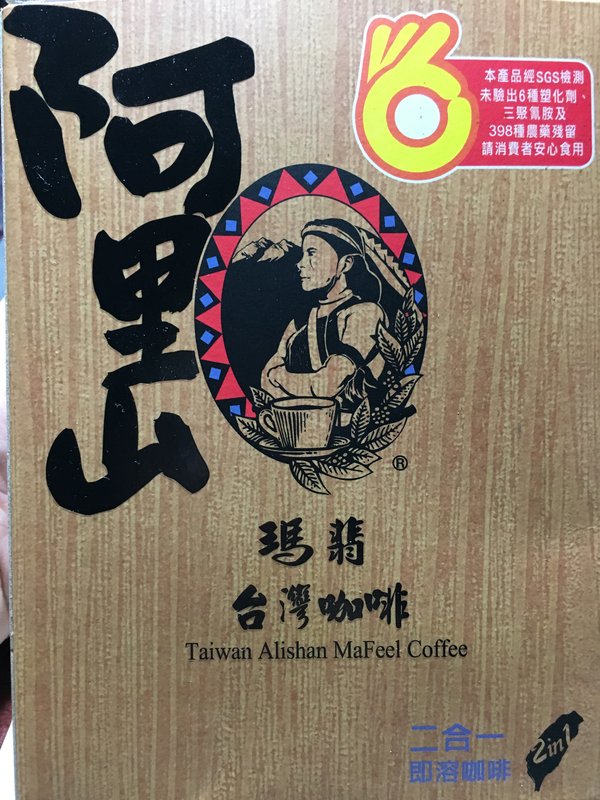 阿里山
本產品經SGS檢測
未驗出6種塑化劑、
三聚氰胺及
398種農藥残留
請消費者安心食用
®
瑪翡
台灣咖啡
Taiwan Alishan MaFeel Coffee
二合一
即溶咖啡
2in1